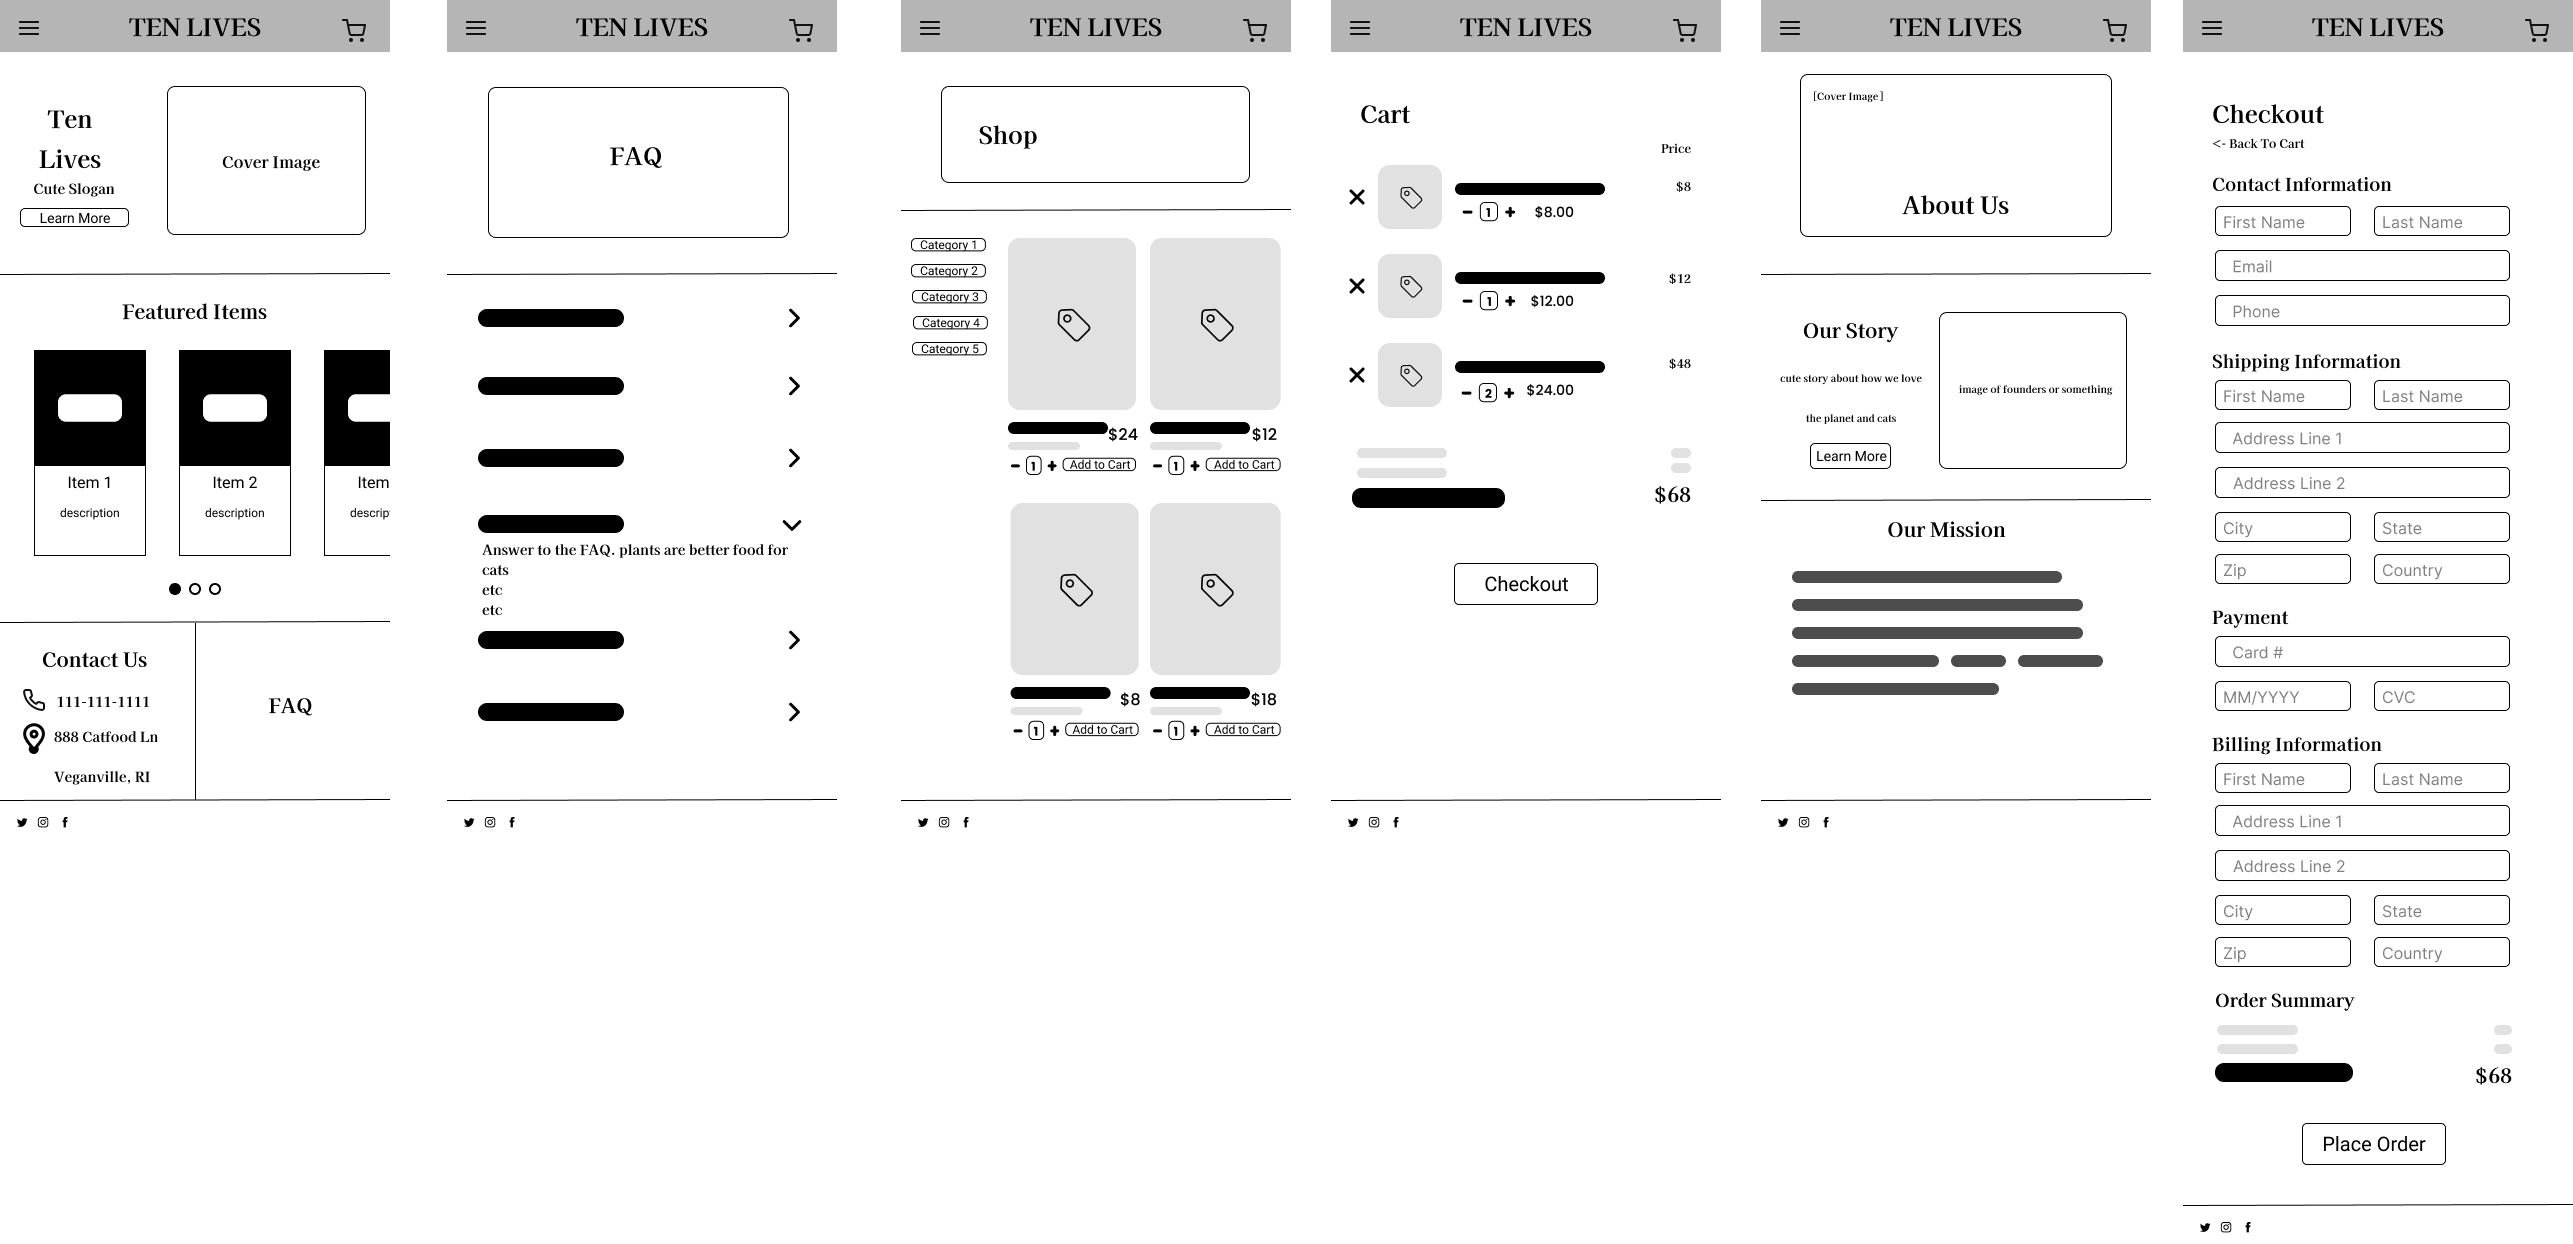 TEN LIVES
Ten
Lives
Cute Slogan
Learn More
Cover Image
Featured Items
Item 1
description
Item 2
description
Item
descrip
Contact Us
111-111-1111
888 Catfood Ln
Veganville, RI
FAQ
TEN LIVES
FAQ
Answer to the FAQ. plants are better food for
cats
etc
etc
TEN LIVES
Shop
Category 1
Category 2
Category 3
Category 4
Category 5
$24
1
Add to Cart
$12
1
Add to Cart
$8
1
Add to Cart
$18
1
Add to Cart
TEN LIVES
Cart
Price
$8
1
$8.00
$12
1
$12.00
$48
2
$24.00
$68
Checkout
TEN LIVES
[Cover Image]
About Us
Our Story
cute story about how we love
the planet and cats
Learn More
image of founders or something
Our Mission
TEN LIVES
Checkout
<- Back To Cart
Contact Information
First Name
Last Name
Email
Phone
Shipping Information
First Name
Last Name
Address Line 1
Address Line 2
City
State
Zip
Country
Payment
Card #
MM/YYYY
CVC
Billing Information
First Name
Last Name
Address Line 1
Address Line 2
City
State
Zip
Country
Order Summary
$68
Place Order